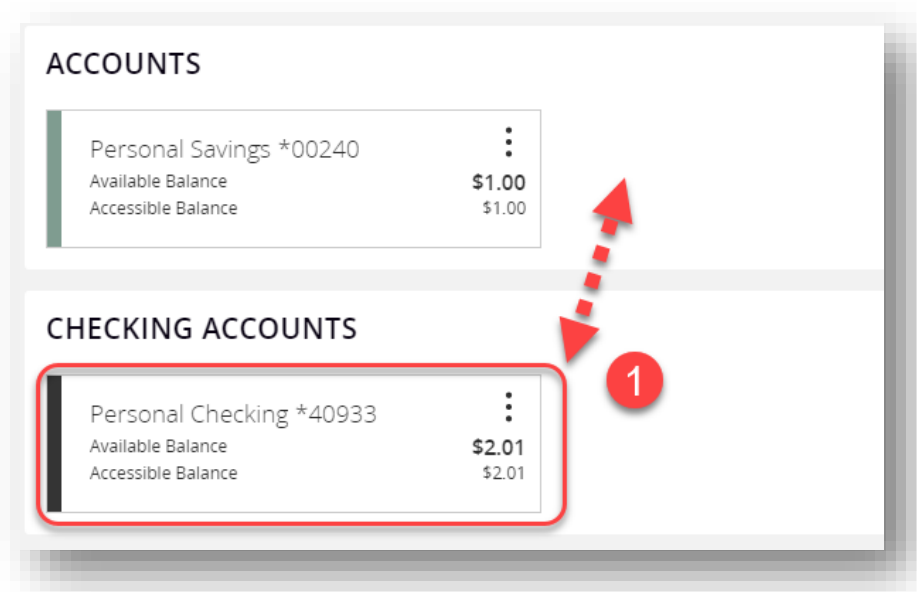 ACCOUNTS
Personal Savings *00240
Available Balance $1.00
Accessible Balance $1.00
CHECKING ACCOUNTS
1
Personal Checking *40933
Available Balance $2.01
Accessible Balance $2.01